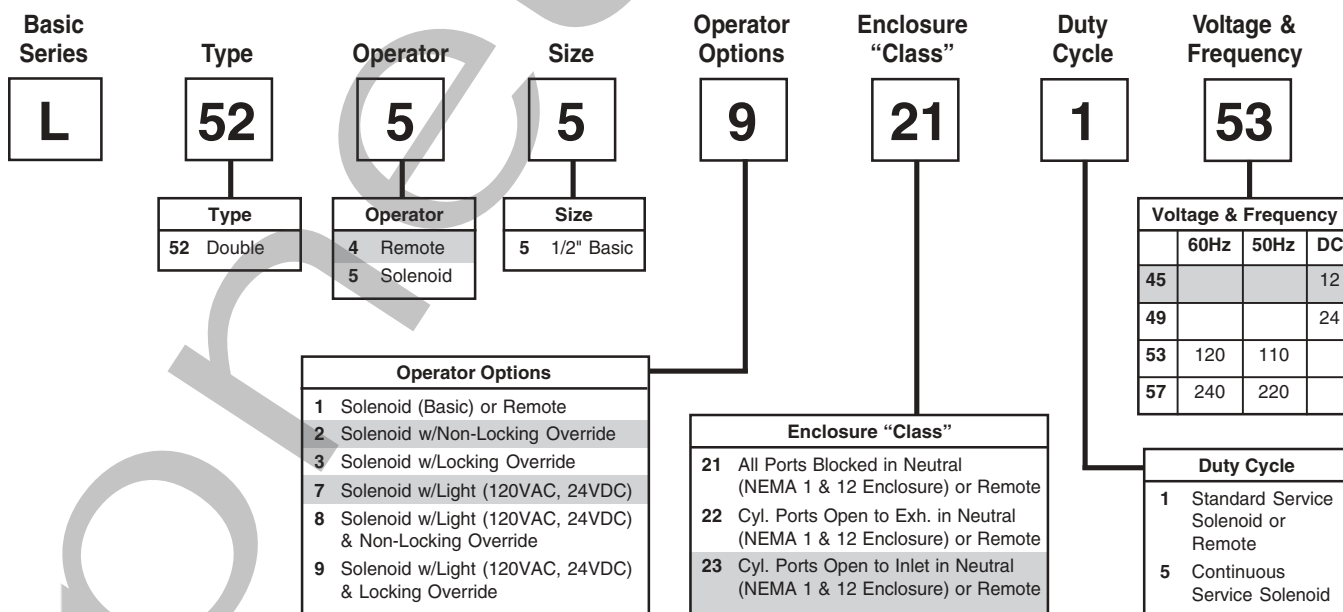 Basic Series
Type
Operator
Size
Operator Options
Enclosure “Class”
Duty Cycle
Voltage & Frequency
L
52
5
5
9
21
1
53
Type
52 Double
Operator
4 Remote
5 Solenoid
Size
5 1/2" Basic
Voltage & Frequency
60Hz 50Hz DC
45 12
49 24
53 120 110
57 240 220
Operator Options
1 Solenoid (Basic) or Remote
2 Solenoid w/Non-Locking Override
3 Solenoid w/Locking Override
7 Solenoid w/Light (120VAC, 24VDC)
8 Solenoid w/Light (120VAC, 24VDC)
& Non-Locking Override
9 Solenoid w/Light (120VAC, 24VDC)
& Locking Override
Enclosure “Class”
21 All Ports Blocked in Neutral
(NEMA 1 & 12 Enclosure) or Remote
22 Cyl. Ports Open to Exh. in Neutral
(NEMA 1 & 12 Enclosure) or Remote
23 Cyl. Ports Open to Inlet in Neutral
(NEMA 1 & 12 Enclosure) or Remote
Duty Cycle
1 Standard Service
Solenoid or
Remote
5 Continuous
Service Solenoid